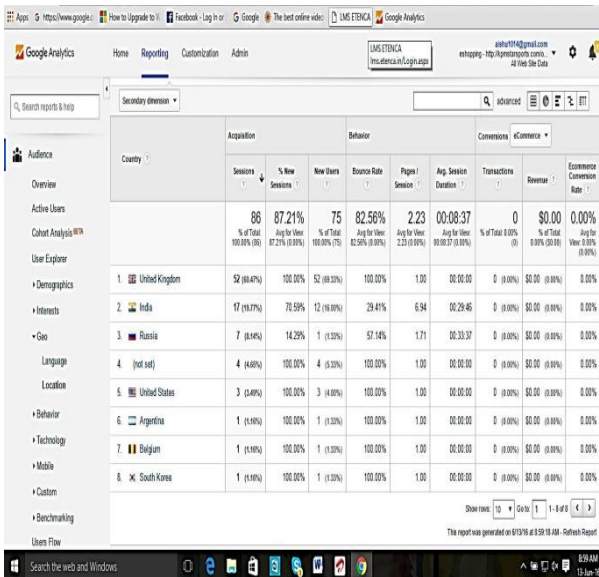 Apps G https://www.google.c How to Upgrade to Facebook - Log In or G Google The best online video LMS ETENCA Google Analytics
Google Analytics Home Reporting Customization Admin
LMS ETENCA
lms.etenca.in/Login.aspx
aishu1014@gmail.com
All Web Site Data
Search reports & help
Secondary dimension
advanced
Audience
Overview
Active Users
Cohort Analysis BETA
User Explorer
Demographics
Interests
Geo
Language
Location
Behavior
Technology
Mobile
Custom
Benchmarking
Users Flow
Country ? Acquisition Behavior Conversions eCommerce
Sessions ? % New Sessions ? New Users ? Bounce Rate ? Pages / Session ? Avg. Session Duration ? Transactions ? Revenue ? Ecommerce Conversion Rate ?
86 87.21% 75 82.56% 2.23 00:08:37 0 $0.00 0.00%
% of Total: 100.00% (86) Avg for View: 87.21% (0.00%) % of Total: 100.00% (75) Avg for View: 82.56% (0.00%) Avg for View: 2.23 (0.00%) Avg for View: 00:08:37 (0.00%) % of Total: 0.00% (0) % of Total: 0.00% ($0.00) Avg for View: 0.00% (0.00%)
1. United Kingdom 52 (60.47%) 100.00% 52 (69.33%) 100.00% 1.00 00:00:00 0 (0.00%) $0.00 (0.00%) 0.00%
2. India 17 (19.77%) 70.59% 12 (16.00%) 29.41% 6.94 00:29:46 0 (0.00%) $0.00 (0.00%) 0.00%
3. Russia 7 (8.14%) 14.29% 1 (1.33%) 57.14% 1.71 00:33:37 0 (0.00%) $0.00 (0.00%) 0.00%
4. (not set) 4 (4.65%) 100.00% 4 (5.33%) 100.00% 1.00 00:00:00 0 (0.00%) $0.00 (0.00%) 0.00%
5. United States 3 (3.49%) 100.00% 3 (4.00%) 100.00% 1.00 00:00:00 0 (0.00%) $0.00 (0.00%) 0.00%
6. Argentina 1 (1.16%) 100.00% 1 (1.33%) 100.00% 1.00 00:00:00 0 (0.00%) $0.00 (0.00%) 0.00%
7. Belgium 1 (1.16%) 100.00% 1 (1.33%) 100.00% 1.00 00:00:00 0 (0.00%) $0.00 (0.00%) 0.00%
8. South Korea 1 (1.16%) 100.00% 1 (1.33%) 100.00% 1.00 00:00:00 0 (0.00%) $0.00 (0.00%) 0.00%
Show rows: 10 Go to: 1 1 - 8 of 8
This report was generated on 6/13/16 at 8:59:18 AM - Refresh Report
Search the web and Windows
8:59 AM
13-Jun-16